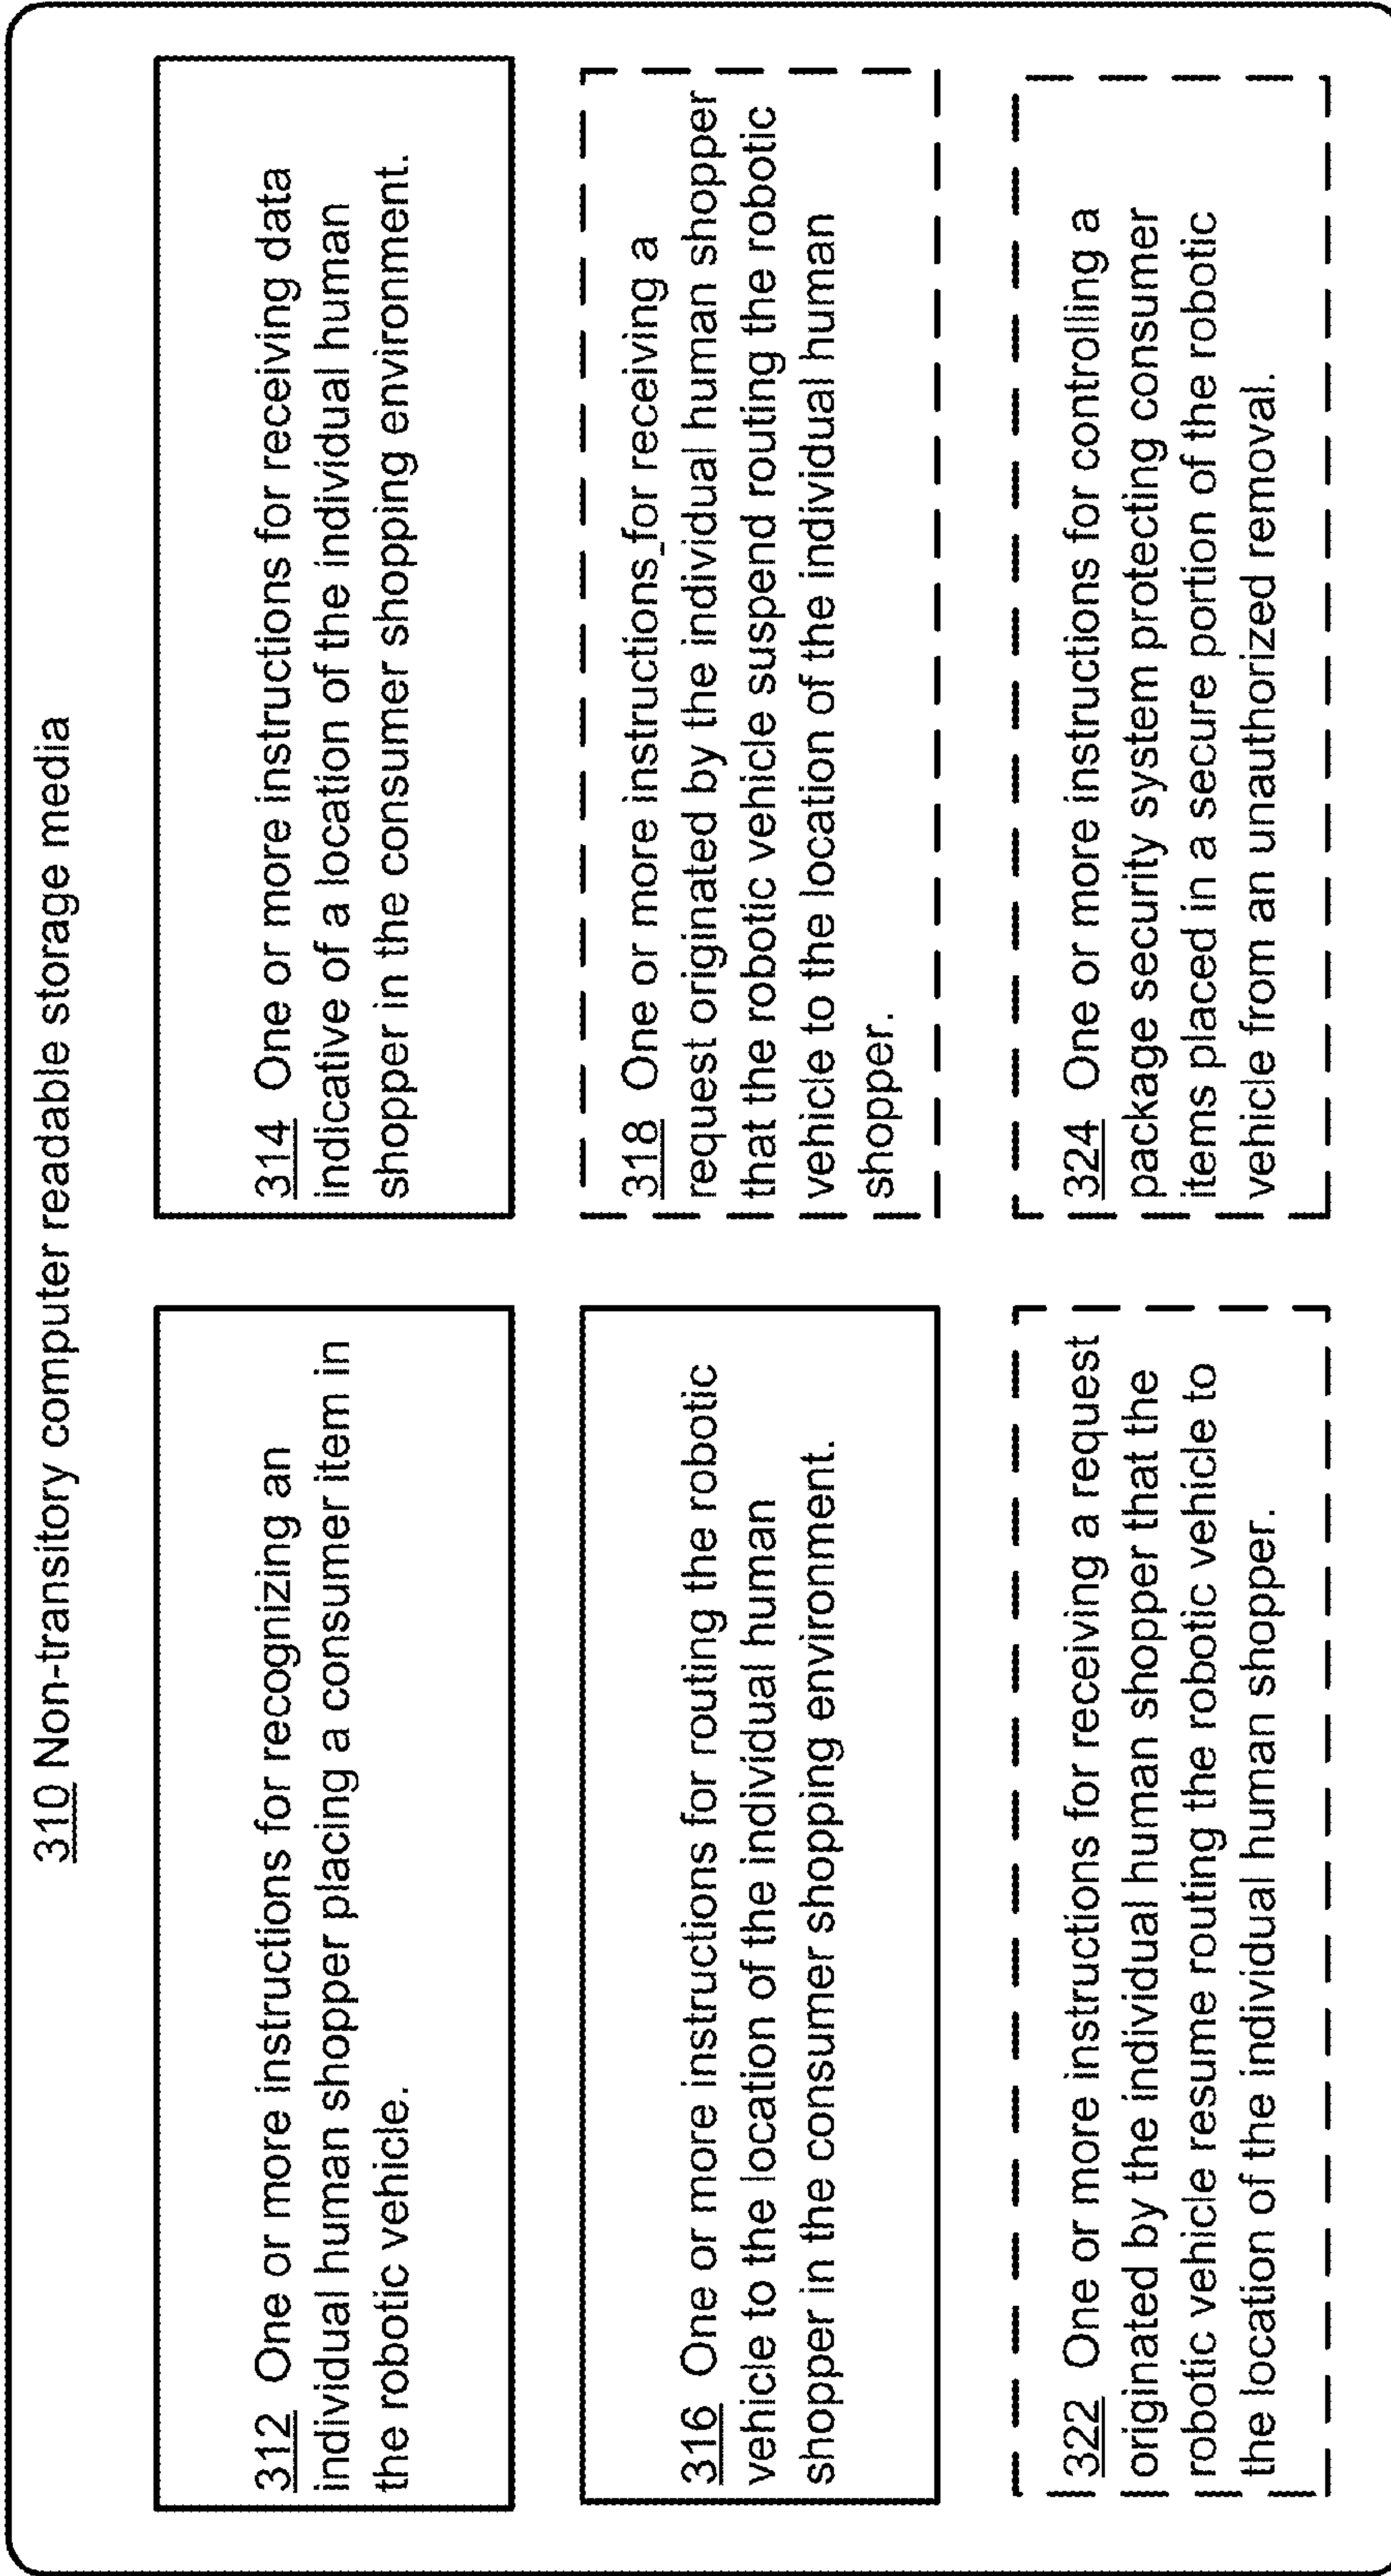 310 Non-transitory computer readable storage media
312 One or more instructions for recognizing an
individual human shopper placing a consumer item in
the robotic vehicle.
314 One or more instructions for receiving data
indicative of a location of the individual human
shopper in the consumer shopping environment.
316 One or more instructions for routing the robotic
vehicle to the location of the individual human
shopper in the consumer shopping environment.
318 One or more instructions for receiving a
request originated by the individual human shopper
that the robotic vehicle suspend routing the robotic
vehicle to the location of the individual human
shopper.
322 One or more instructions for receiving a request
originated by the individual human shopper that the
robotic vehicle resume routing the robotic vehicle to
the location of the individual human shopper.
324 One or more instructions for controlling a
package security system protecting consumer
items placed in a secure portion of the robotic
vehicle from an unauthorized removal.